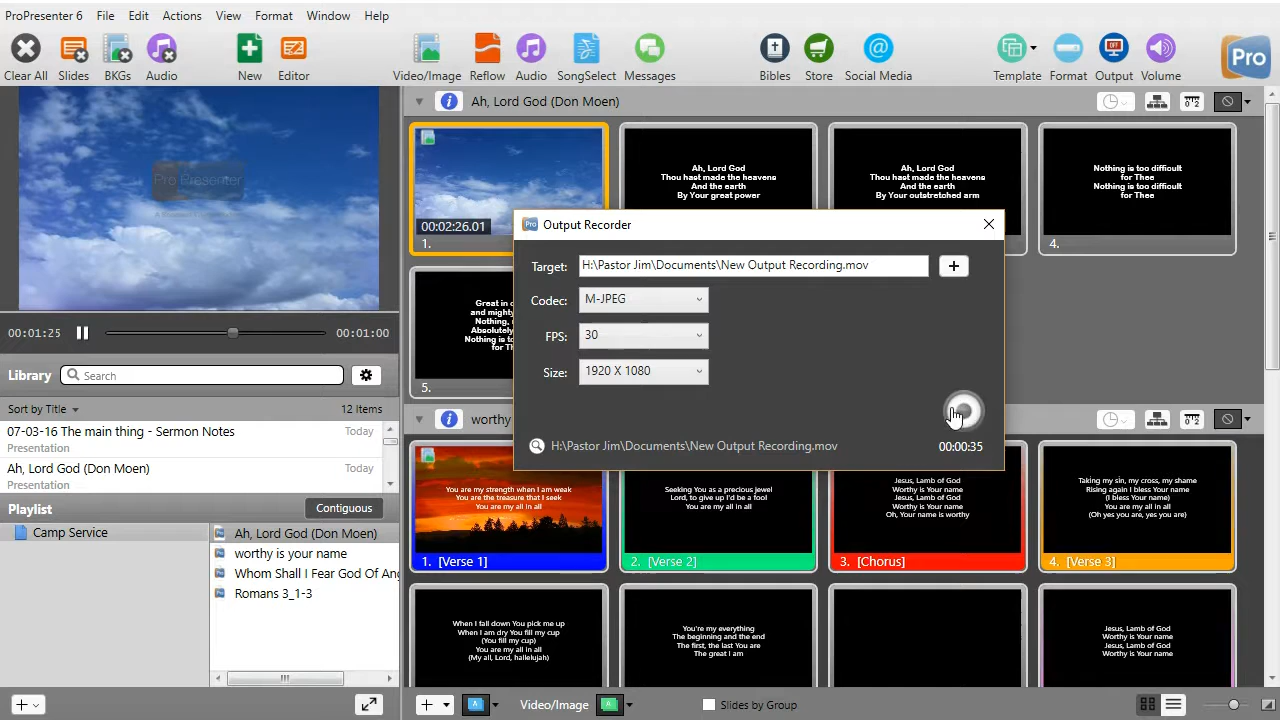 ProPresenter 6 File Edit Actions View Format Window Help
Clear All Slides BKGs Audio New Editor Video/Image Reflow Audio SongSelect Messages Bibles Store Social Media Template Format Output Volume
Pro
OFF
Ah, Lord God (Don Moen)
Pro Presenter
00:02:26.01
1.
Ah, Lord God
Thou hast made the heavens
And the earth
By Your great power
Ah, Lord God
Thou hast made the heavens
And the earth
By Your outstretched arm
Nothing is too difficult
for Thee
Nothing is too difficult
for Thee
4.
5.
Output Recorder
Target: H:\Pastor Jim\Documents\New Output Recording.mov
Codec: M-JPEG
FPS: 30
Size: 1920 X 1080
H:\Pastor Jim\Documents\New Output Recording.mov
00:00:35
00:01:25 00:01:00
Library Search
Sort by Title 12 Items
07-03-16 The main thing - Sermon Notes Today
Presentation
Ah, Lord God (Don Moen) Today
Presentation
Playlist Contiguous
Camp Service
Ah, Lord God (Don Moen)
worthy is your name
Whom Shall I Fear God Of Ang
Romans 3_1-3
worthy
You are my strength when I am weak
You are the treasure that I seek
You are my all in all
1. [Verse 1]
Seeking You as a precious jewel
Lord, to give up I'd be a fool
You are my all in all
2. [Verse 2]
Jesus, Lamb of God
Worthy is Your name
Jesus, Lamb of God
Worthy is Your name
Oh, Your name is worthy
3. [Chorus]
Taking my sin, my cross, my shame
Rising again I bless Your name
(I bless Your name)
You are my all in all
(Oh yes you are, yes you are)
4. [Verse 3]
When I fall down You pick me up
When I am dry You fill my cup
(You fill my cup)
You are my all in all
(My all, Lord, hallelujah)
You're my everything
The beginning and the end
The first, the last You are
The great I am
Jesus, Lamb of God
Worthy is Your name
Jesus, Lamb of God
Worthy is Your name
Video/Image Slides by Group